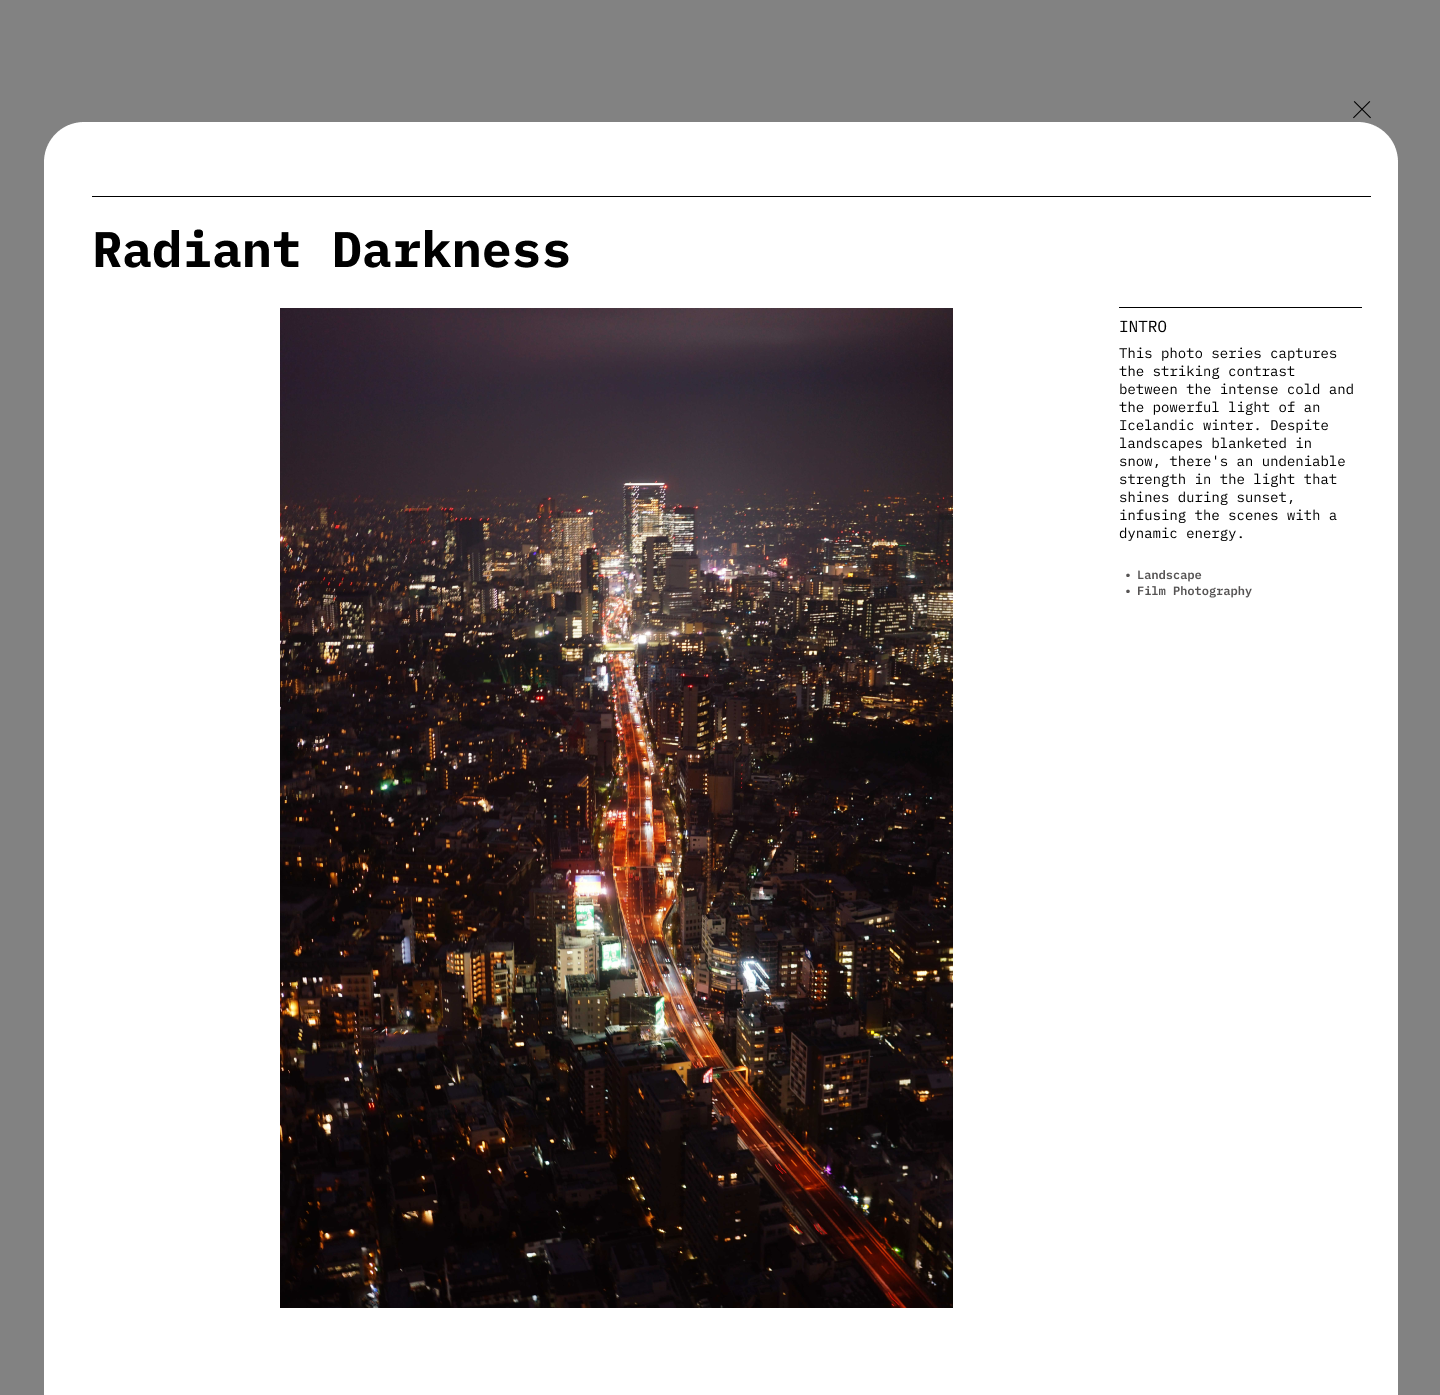 Radiant Darkness
INTRO
This photo series captures
the striking contrast
between the intense cold and
the powerful light of an
Icelandic winter. Despite
landscapes blanketed in
snow, there's an undeniable
strength in the light that
shines during sunset,
infusing the scenes with a
dynamic energy.
• Landscape
• Film Photography